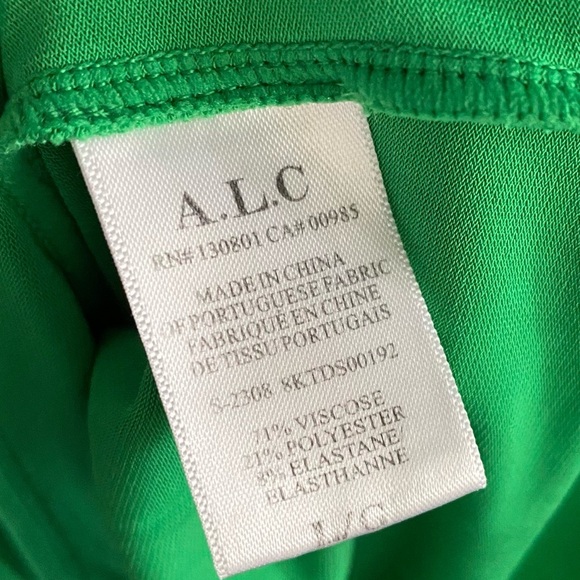 A.L.C
RN# 130801 CA# 00985
MADE IN CHINA
OF PORTUGUESE FABRIC
FABRIQUE EN CHINE
DE TISSU PORTUGAIS
S-2308 8KTDS00192
71% VISCOSE
21% POLYESTER
8% ELASTANE/
ELASTHANNE
L/C